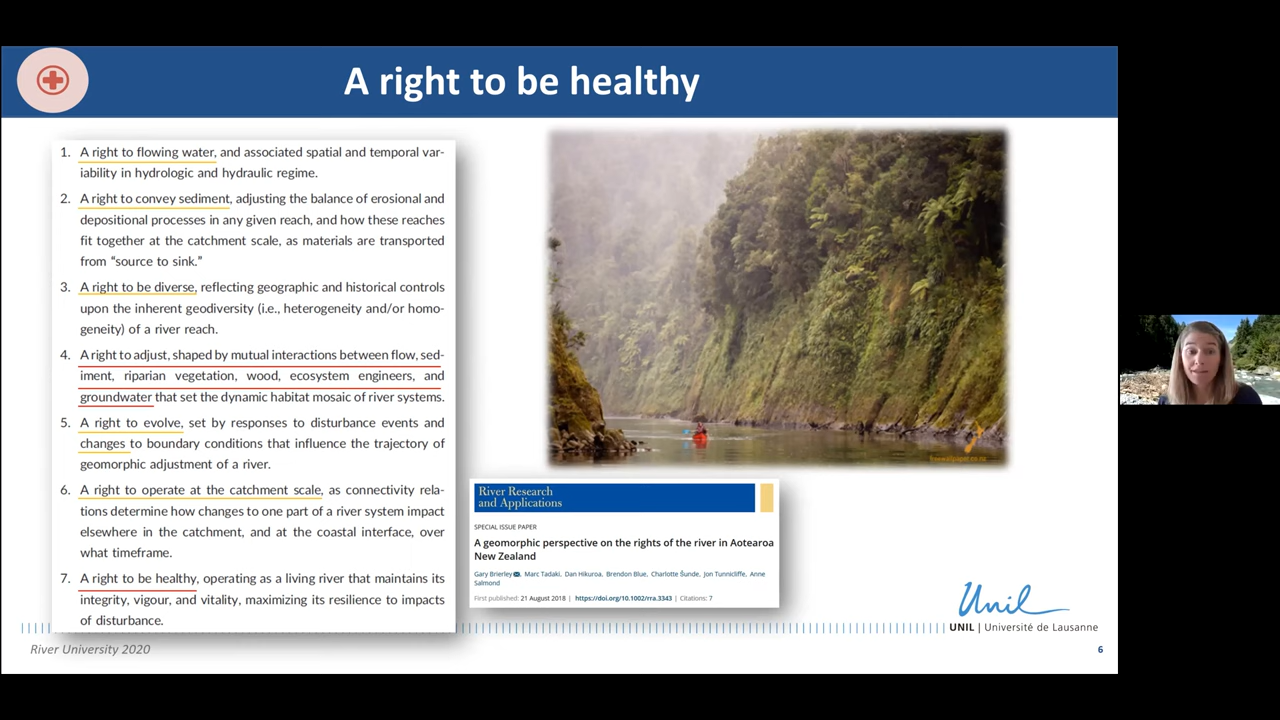 A right to be healthy
1. A right to flowing water, and associated spatial and temporal var-
iability in hydrologic and hydraulic regime.
2. A right to convey sediment, adjusting the balance of erosional and
depositional processes in any given reach, and how these reaches
fit together at the catchment scale, as materials are transported
from “source to sink.”
3. A right to be diverse, reflecting geographic and historical controls
upon the inherent geodiversity (i.e., heterogeneity and/or homo-
geneity) of a river reach.
4. A right to adjust, shaped by mutual interactions between flow, sed-
iment, riparian vegetation, wood, ecosystem engineers, and
groundwater that set the dynamic habitat mosaic of river systems.
5. A right to evolve, set by responses to disturbance events and
changes to boundary conditions that influence the trajectory of
geomorphic adjustment of a river.
6. A right to operate at the catchment scale, as connectivity rela-
tions determine how changes to one part of a river system impact
elsewhere in the catchment, and at the coastal interface, over
what timeframe.
7. A right to be healthy, operating as a living river that maintains its
integrity, vigour, and vitality, maximizing its resilience to impacts
of disturbance.
freewallpaper.co.nz
River Research
and Applications
SPECIAL ISSUE PAPER
A geomorphic perspective on the rights of the river in Aotearoa
New Zealand
Gary Brierley, Marc Tadaki, Dan Hikuroa, Brendon Blue, Charlotte Šunde, Jon Tunnicliffe, Anne
Salmond
First published: 21 August 2018 | https://doi.org/10.1002/rra.3343 | Citations: 7
Unil
UNIL | Université de Lausanne
River University 2020
6